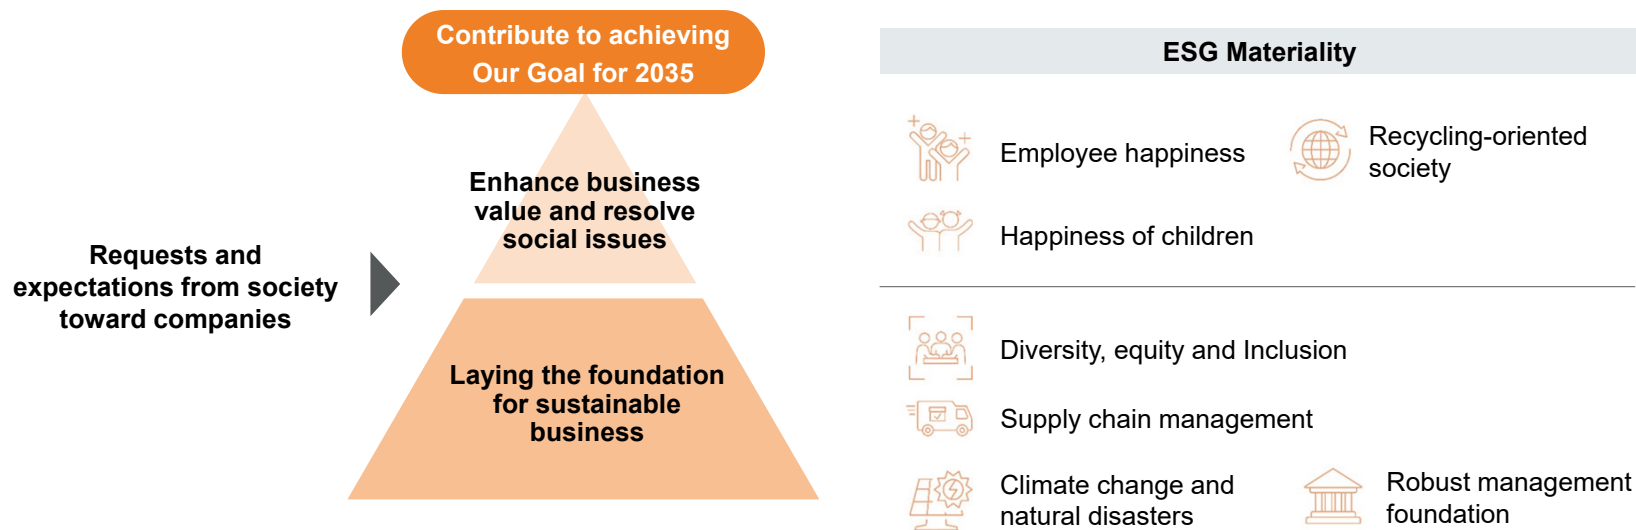 Contribute to achieving
Our Goal for 2035
Enhance business
value and resolve
social issues
Requests and
expectations from society
toward companies
Laying the foundation
for sustainable
business
ESG Materiality
Employee happiness
Recycling-oriented
society
Happiness of children
Diversity, equity and Inclusion
Supply chain management
Climate change and
natural disasters
Robust management
foundation